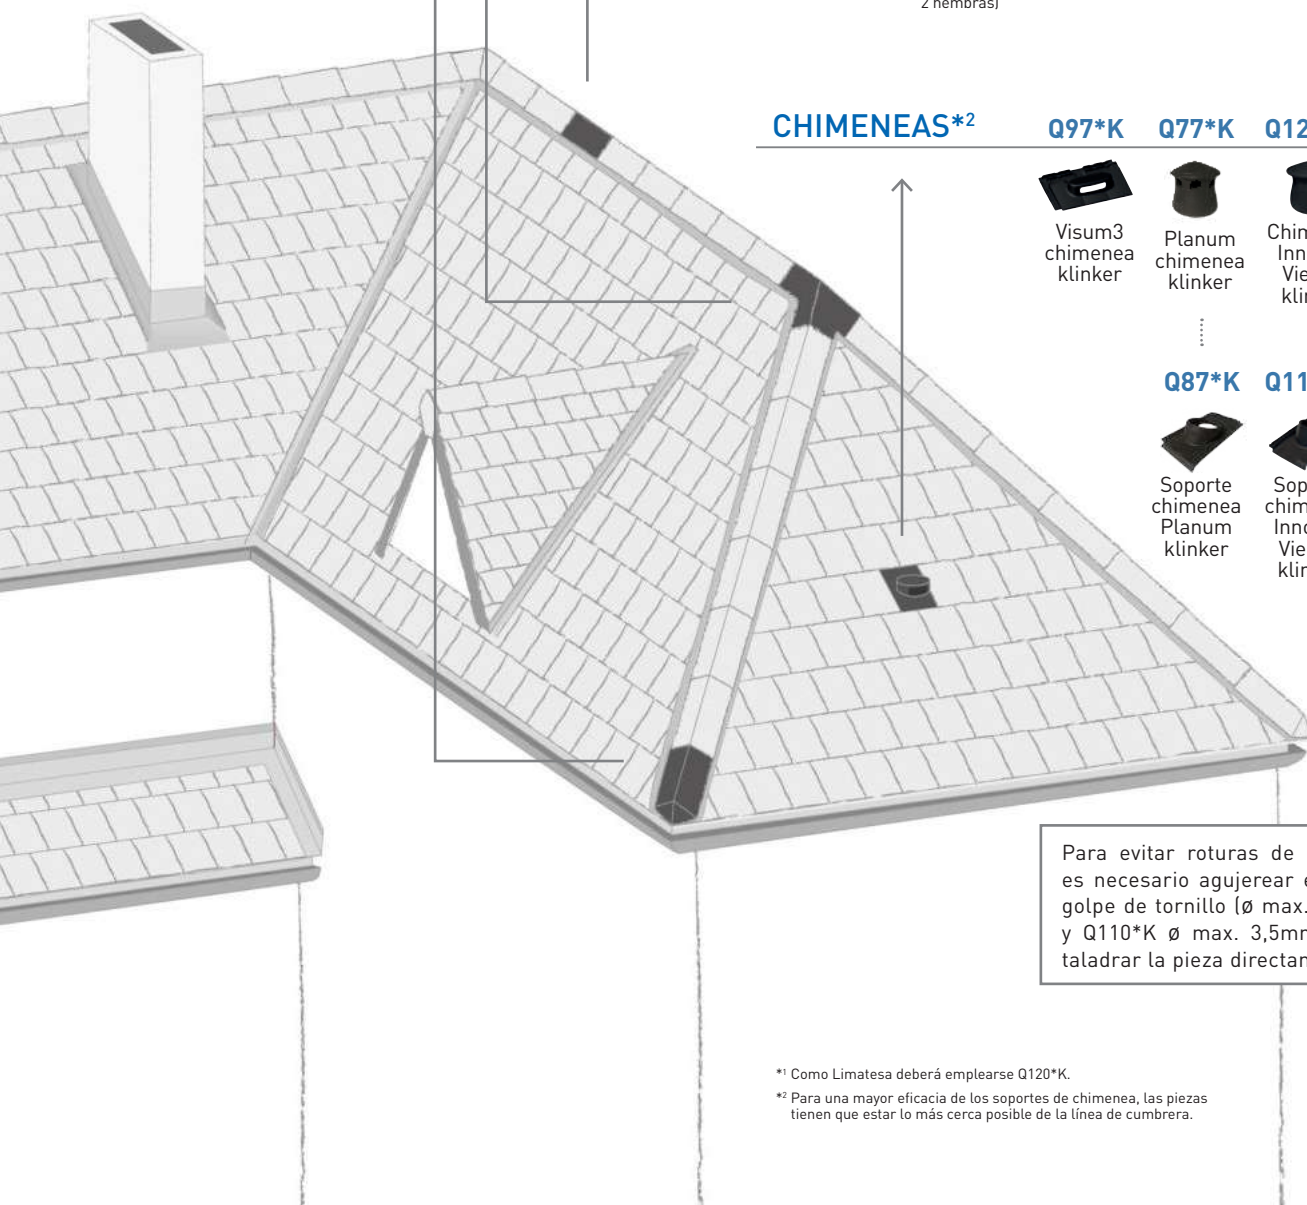 2 hembras)
CHIMENEAS*2
Q97*K Q77*K
Visum3
chimenea
klinker
Planum
chimenea
klinker
Q87*K
Soporte
chimenea
Planum
klinker
Para evitar roturas de
es necesario agujerear
golpe de tornillo (ø max.
y Q110*K ø max. 3,5mm
taladrar la pieza
*1 Como Limatesa deberá emplearse Q120*K.
*2 Para una mayor eficacia de los soportes de chimenea, las piezas
tienen que estar lo más cerca posible de la línea de cumbrera.